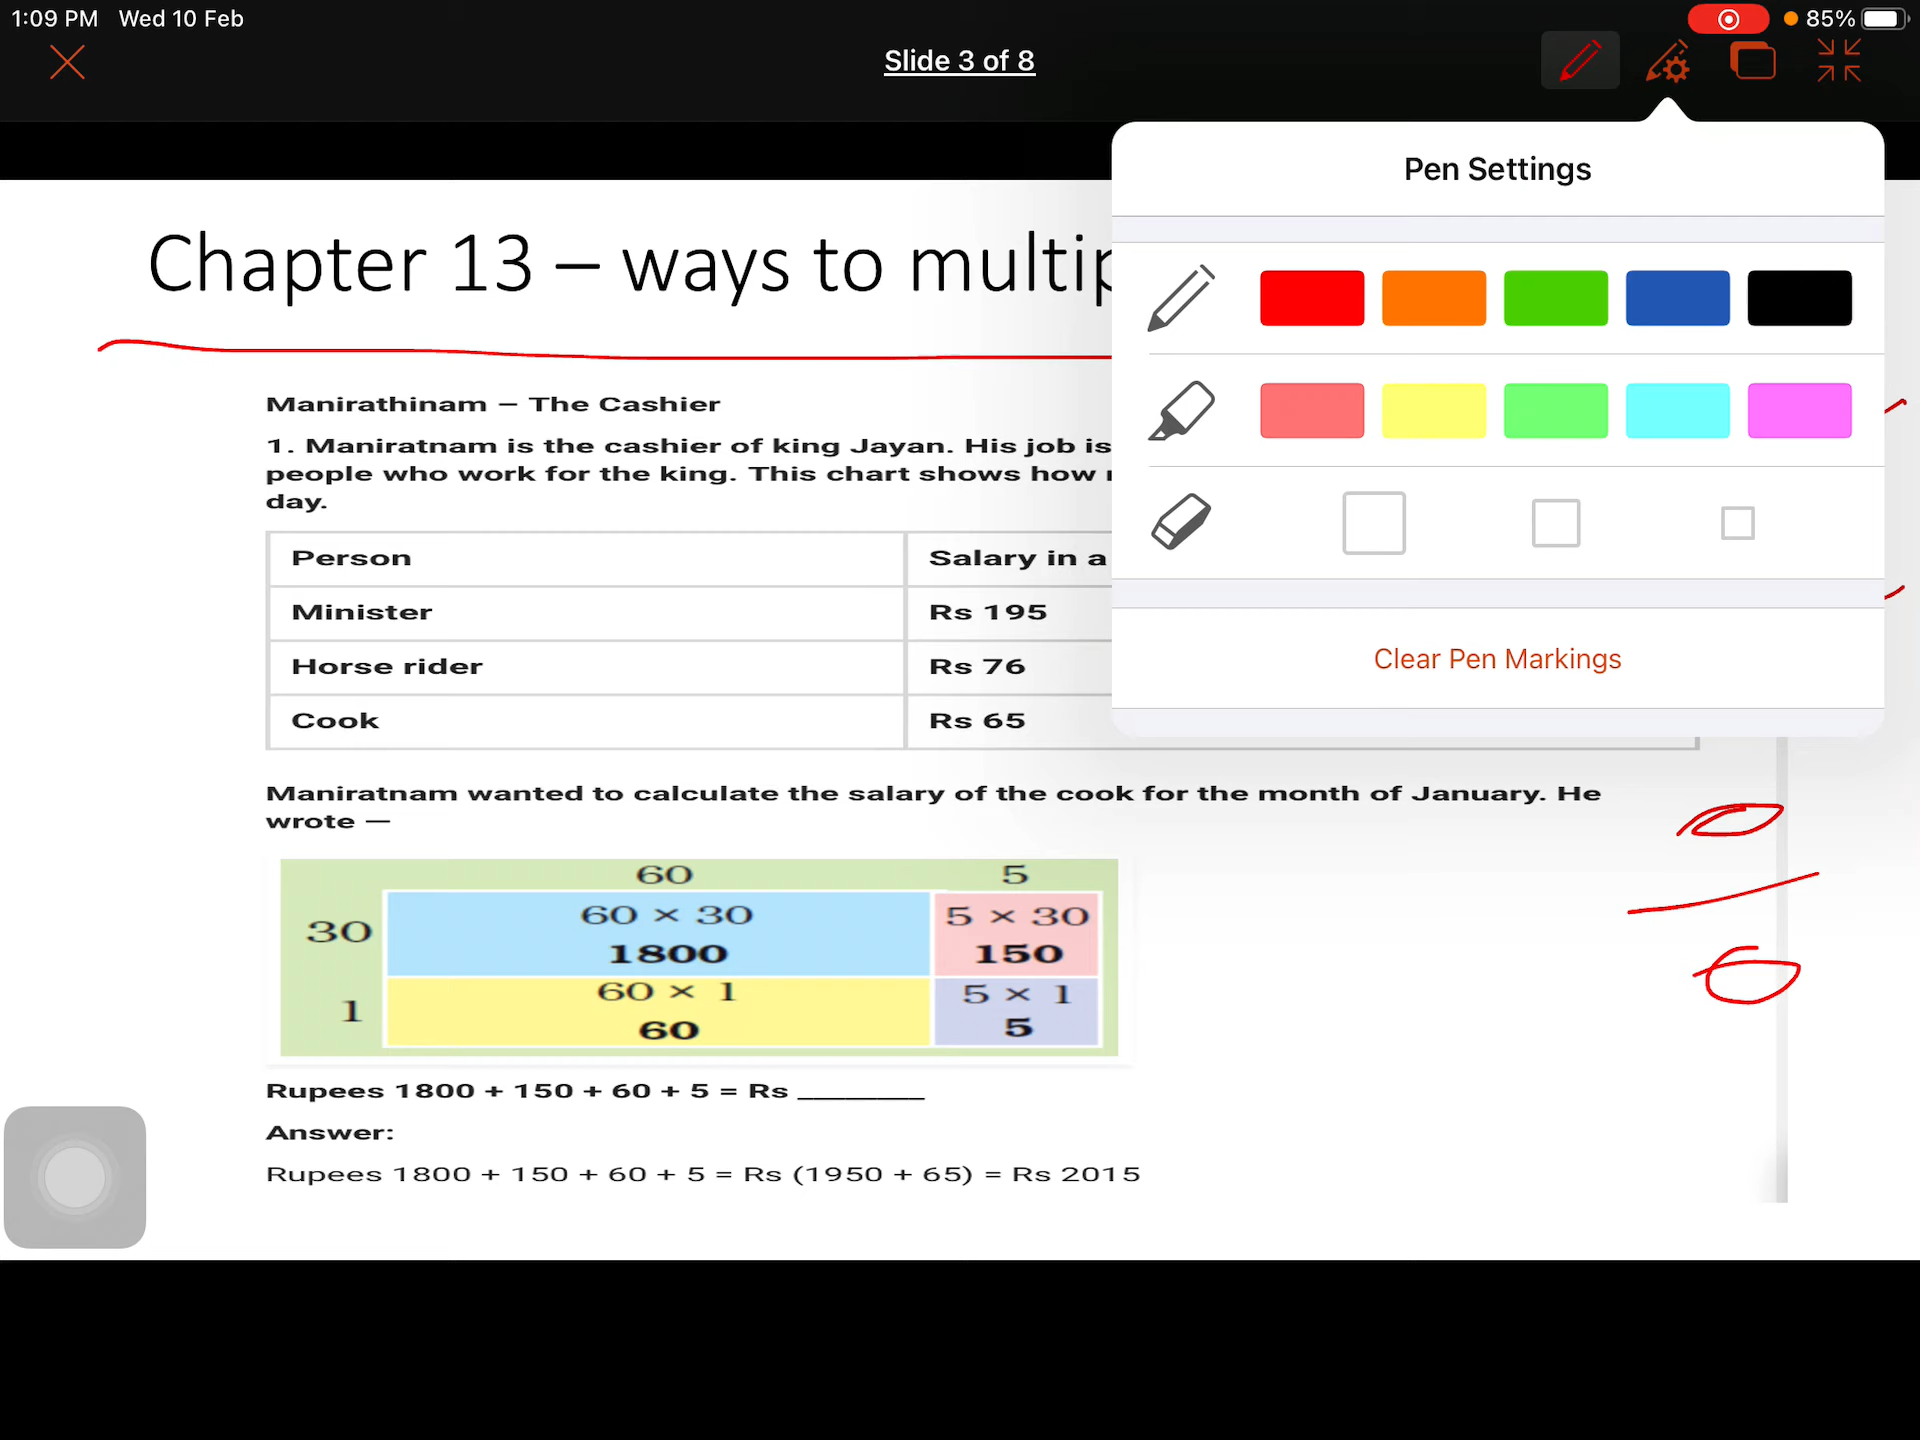 1:09 PM Wed 10 Feb
85%
Slide 3 of 8
Pen Settings
Clear Pen Markings
Chapter 13 – ways to multip
Manirathinam – The Cashier
1. Maniratnam is the cashier of king Jayan. His job is
people who work for the king. This chart shows how
day.
Person Salary in a
Minister Rs 195
Horse rider Rs 76
Cook Rs 65
Maniratnam wanted to calculate the salary of the cook for the month of January. He
wrote —
60 5
30 60 × 30 5 × 30
1800 150
1 60 × 1 5 × 1
60 5
Rupees 1800 + 150 + 60 + 5 = Rs ________
Answer:
Rupees 1800 + 150 + 60 + 5 = Rs (1950 + 65) = Rs 2015